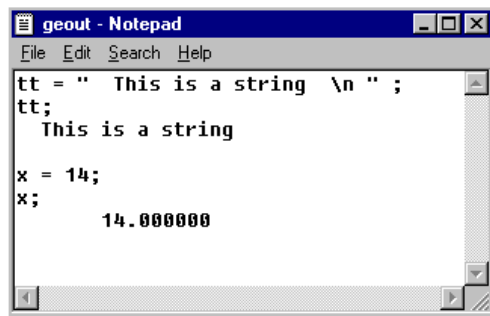 geout - Notepad
File Edit Search Help
tt = "  This is a string  \n " ;
tt;
  This is a string

x = 14;
x;
       14.000000